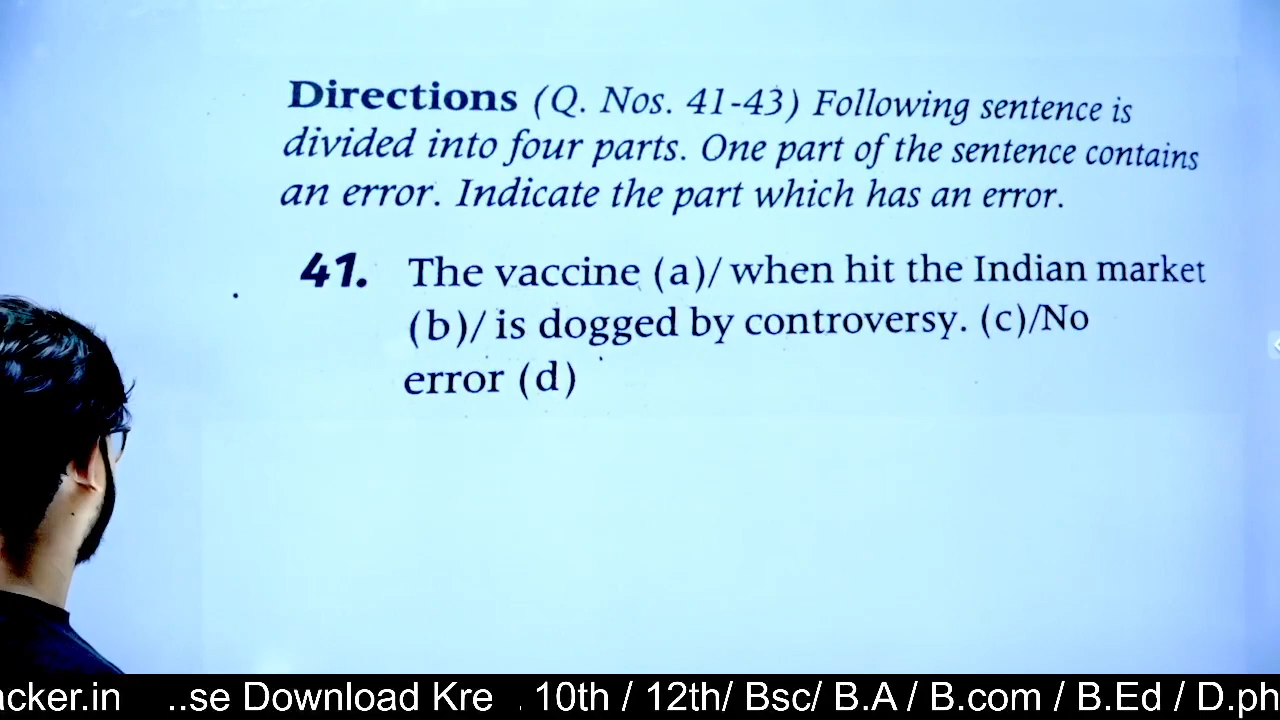 Directions (Q. Nos. 41-43) Following sentence is
divided into four parts. One part of the sentence contains
an error. Indicate the part which has an error.
41. The vaccine (a)/ when hit the Indian market
(b)/ is dogged by controversy. (c)/No
error (d)
acker.in ..se Download Kre . 10th / 12th/ Bsc/ B.A / B.com / B.Ed / D.ph